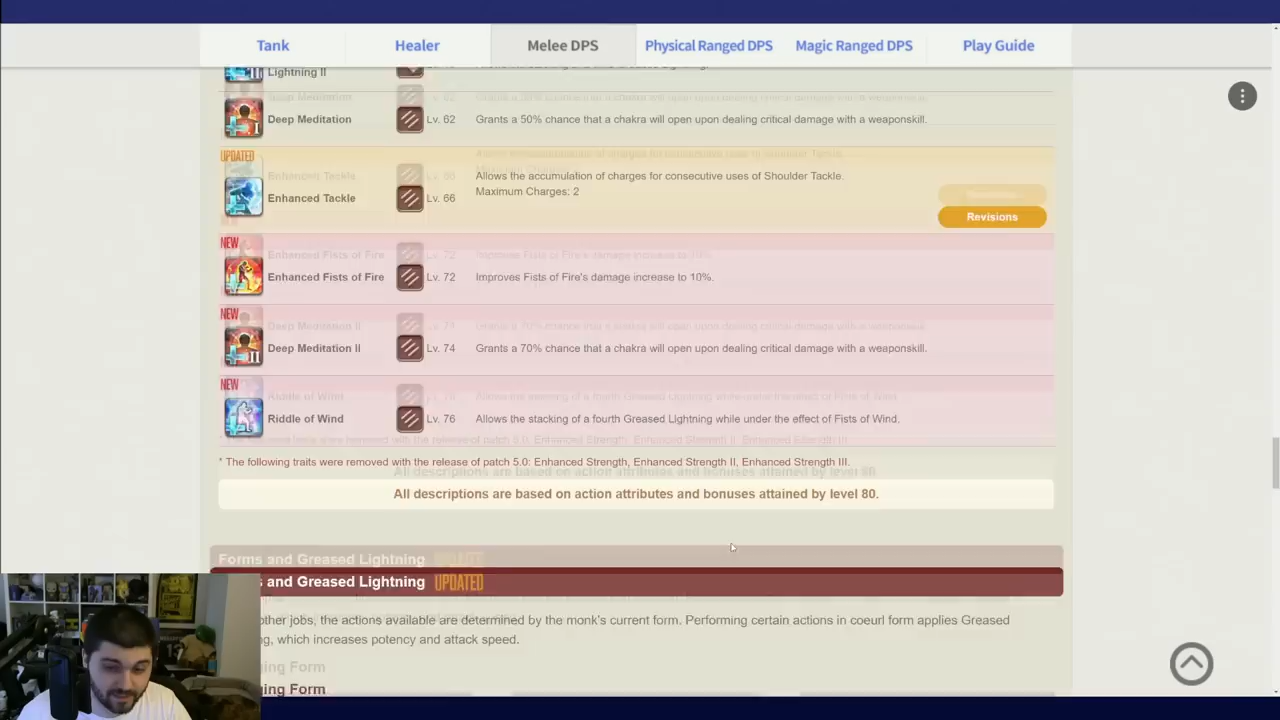 Tank
Healer
Melee DPS
Physical Ranged DPS
Magic Ranged DPS
Play Guide
Lightning II
Deep Meditation
Lv. 62
Grants a 50% chance that a chakra will open upon dealing critical damage with a weaponskill.
UPDATED
Enhanced Tackle
Lv. 66
Allows the accumulation of charges for consecutive uses of Shoulder Tackle.
Maximum Charges: 2
Revisions
NEW
Enhanced Fists of Fire
Lv. 72
Improves Fists of Fire's damage increase to 10%.
NEW
Deep Meditation II
Lv. 74
Grants a 70% chance that a chakra will open upon dealing critical damage with a weaponskill.
NEW
Riddle of Wind
Lv. 76
Allows the stacking of a fourth Greased Lightning while under the effect of Fists of Wind.
* The following traits were removed with the release of patch 5.0: Enhanced Strength, Enhanced Strength II, Enhanced Strength III.
All descriptions are based on action attributes and bonuses attained by level 80.
Forms and Greased Lightning
and Greased Lightning UPDATED
other jobs, the actions available are determined by the monk's current form. Performing certain actions in coeurl form applies Greased
which increases potency and attack speed.
Form
Form